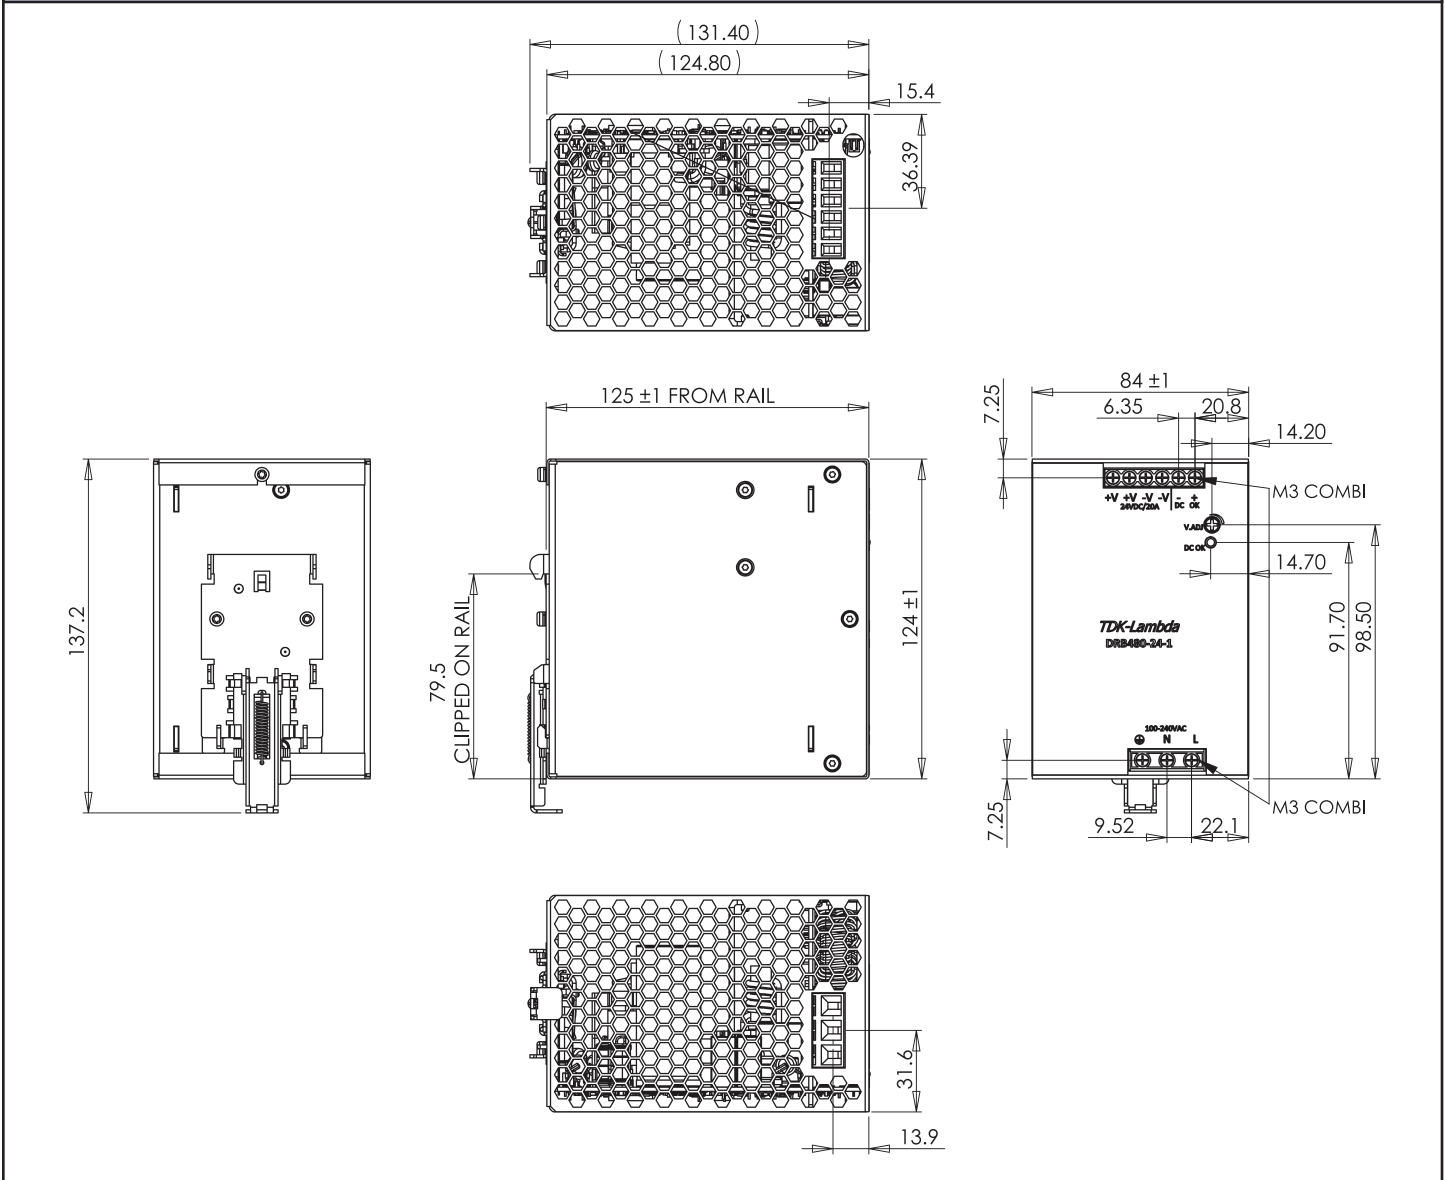 (131.40)
(124.80)
15.4
36.39
125 ±1 FROM RAIL
84 ±1
7.25
6.35
20.8
14.20
M3 COMBI
+V +V -V -V - +
24VDC/20A DC OK
V.ADJ
DC OK
14.70
137.2
79.5
CLIPPED ON RAIL
124 ±1
91.70
98.50
TDK-Lambda
DRB480-24-1
100-240VAC
N L
M3 COMBI
7.25
9.52
22.1
31.6
13.9